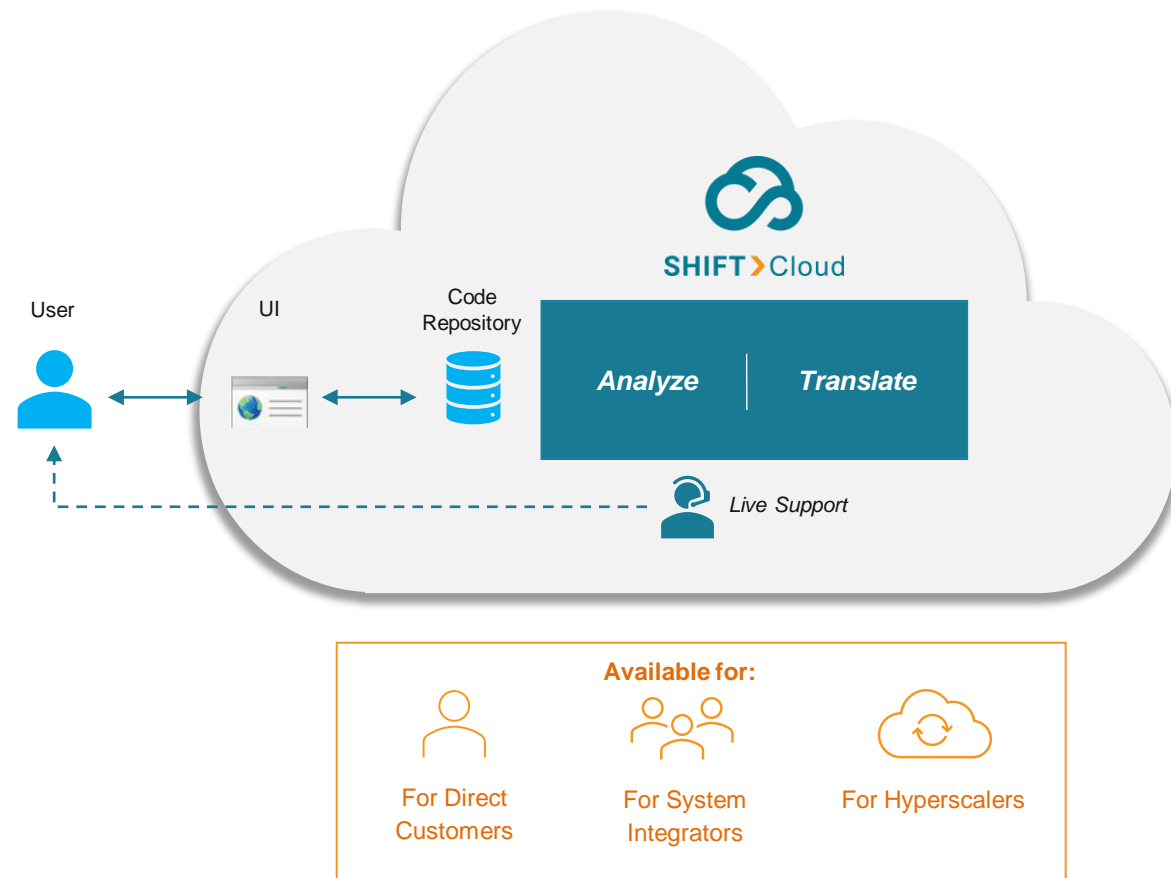 SHIFT Cloud
User
UI
Code
Repository
Analyze
Translate
Live Support
Available for:
For Direct
Customers
For System
Integrators
For Hyperscalers